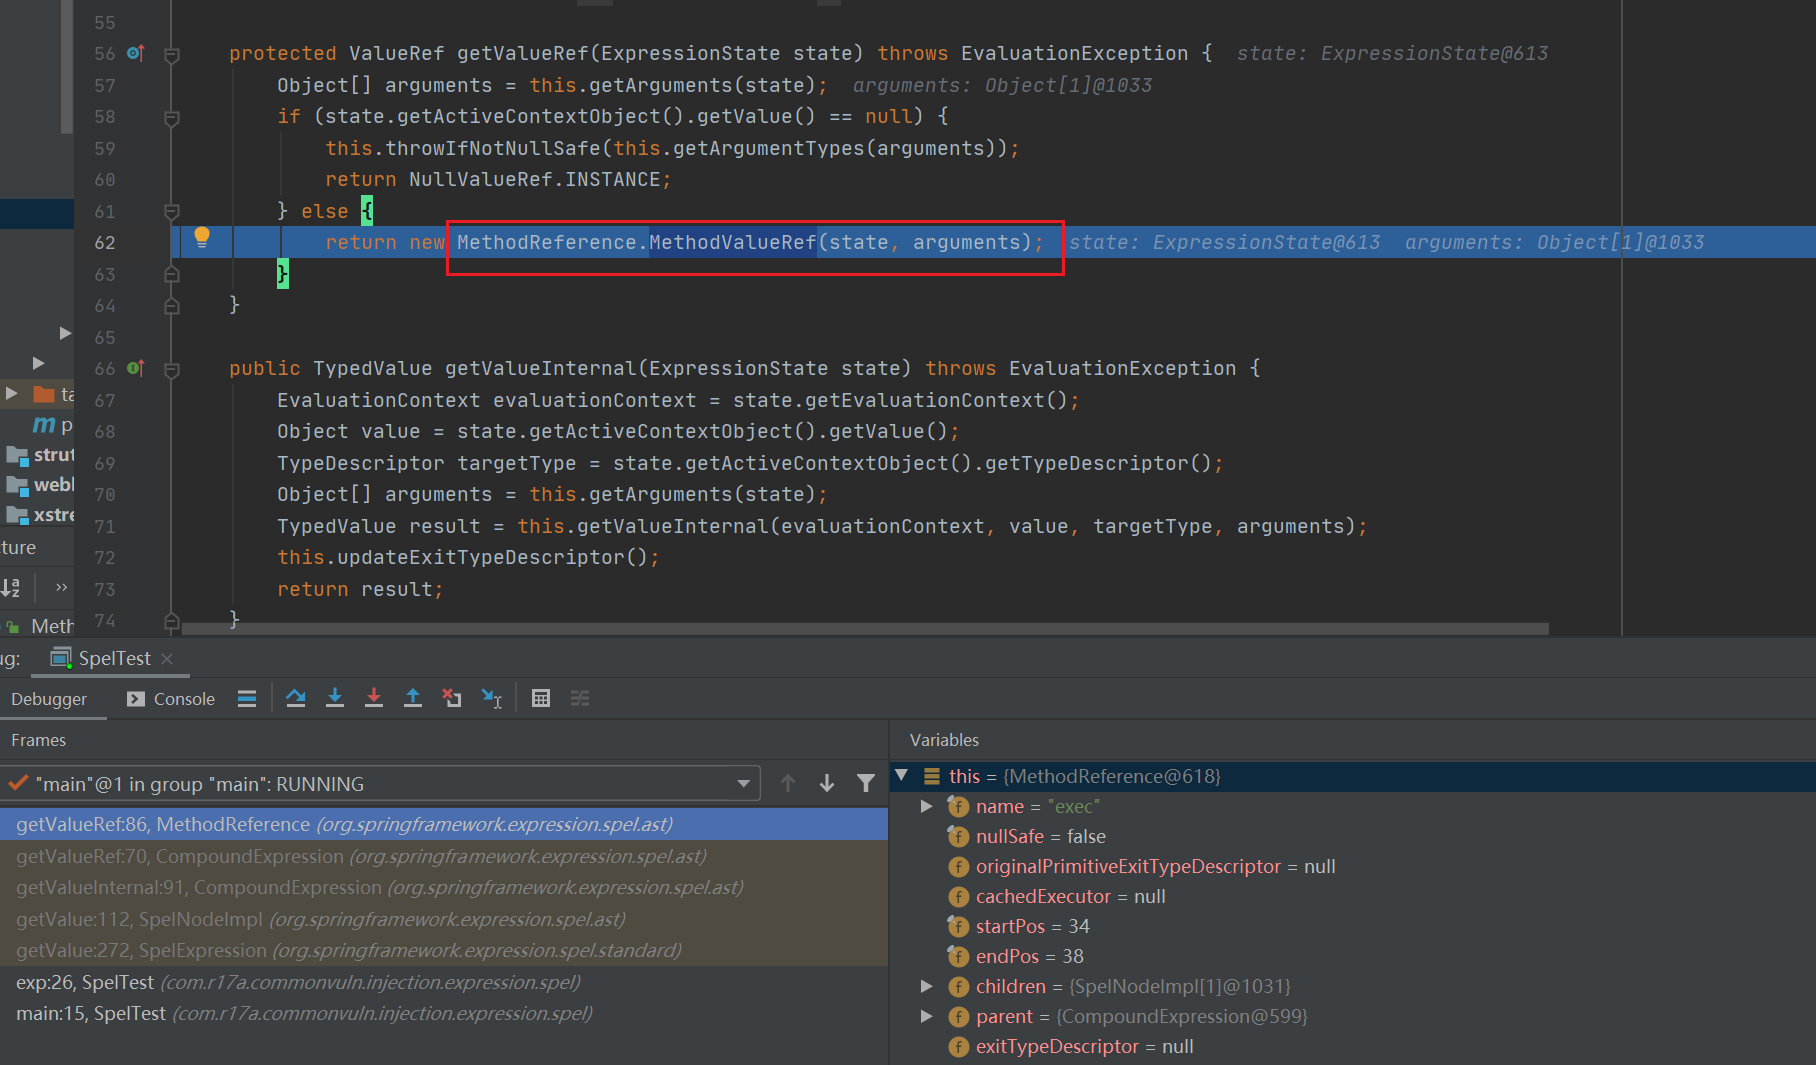 55
56 protected ValueRef getValueRef(ExpressionState state) throws EvaluationException { state: ExpressionState@613
57 Object[] arguments = this.getArguments(state); arguments: Object[1]@1033
58 if (state.getActiveContextObject().getValue() == null) {
59 this.throwIfNotNullSafe(this.getArgumentTypes(arguments));
60 return NullValueRef.INSTANCE;
61 } else {
62 return new MethodReference.MethodValueRef(state, arguments); state: ExpressionState@613 arguments: Object[1]@1033
63 }
64 }
65
66 public TypedValue getValueInternal(ExpressionState state) throws EvaluationException {
67 EvaluationContext evaluationContext = state.getEvaluationContext();
68 Object value = state.getActiveContextObject().getValue();
69 TypeDescriptor targetType = state.getActiveContextObject().getTypeDescriptor();
70 Object[] arguments = this.getArguments(state);
71 TypedValue result = this.getValueInternal(evaluationContext, value, targetType, arguments);
72 this.updateExitTypeDescriptor();
73 return result;
74 }
ta
m p
strut
webl
xstre
cture
Meth
ug: SpelTest
Debugger Console
Frames
"main"@1 in group "main": RUNNING
getValueRef:86, MethodReference (org.springframework.expression.spel.ast)
getValueRef:70, CompoundExpression (org.springframework.expression.spel.ast)
getValueInternal:91, CompoundExpression (org.springframework.expression.spel.ast)
getValue:112, SpelNodeImpl (org.springframework.expression.spel.ast)
getValue:272, SpelExpression (org.springframework.expression.spel.standard)
exp:26, SpelTest (com.r17a.commonvuln.injection.expression.spel)
main:15, SpelTest (com.r17a.commonvuln.injection.expression.spel)
Variables
this = {MethodReference@618}
name = "exec"
nullSafe = false
originalPrimitiveExitTypeDescriptor = null
cachedExecutor = null
startPos = 34
endPos = 38
children = {SpelNodeImpl[1]@1031}
parent = {CompoundExpression@599}
exitTypeDescriptor = null